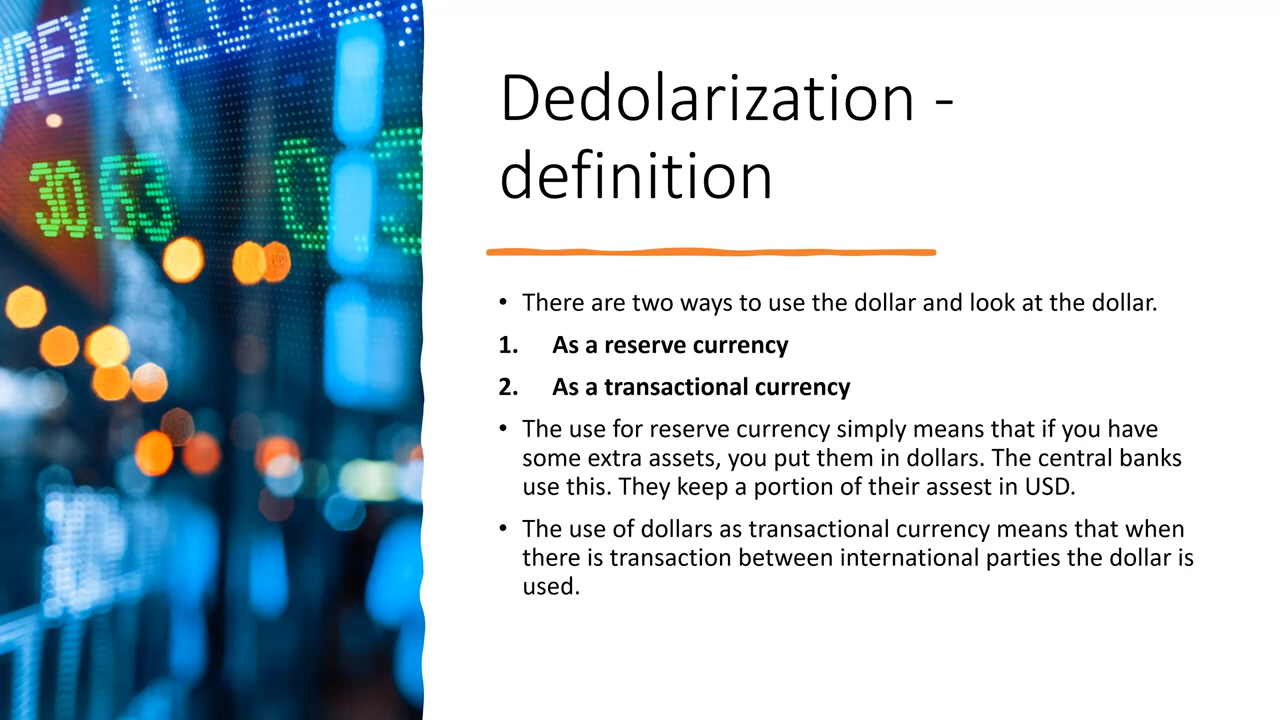 NDEX
30.63
Dedolarization -
definition
• There are two ways to use the dollar and look at the dollar.
1. As a reserve currency
2. As a transactional currency
• The use for reserve currency simply means that if you have
some extra assets, you put them in dollars. The central banks
use this. They keep a portion of their assest in USD.
• The use of dollars as transactional currency means that when
there is transaction between international parties the dollar is
used.